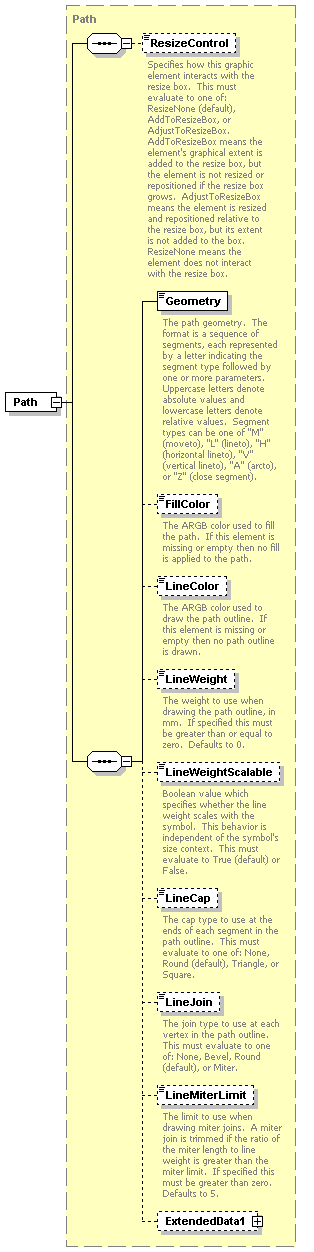 Path
ResizeControl
Specifies how this graphic
element interacts with the
resize box.  This must
evaluate to one of:
ResizeNone (default),
AddToResizeBox, or
AdjustToResizeBox.
AddToResizeBox means the
element's graphical extent is
added to the resize box, but
the element is not resized or
repositioned if the resize box
grows.  AdjustToResizeBox
means the element is resized
and repositioned relative to
the resize box, but its extent
is not added to the box.
ResizeNone means the
element does not interact
with the resize box.
Path
Geometry
The path geometry.  The
format is a sequence of
segments, each represented
by a letter indicating the
segment type followed by
one or more parameters.
Uppercase letters denote
absolute values and
lowercase letters denote
relative values.  Segment
types can be one of "M"
(moveto), "L" (lineto), "H"
(horizontal lineto), "V"
(vertical lineto), "A" (arcto),
or "Z" (close segment).
FillColor
The ARGB color used to fill
the path.  If this element is
missing or empty then no fill
is applied to the path.
LineColor
The ARGB color used to
draw the path outline.  If
this element is missing or
empty then no path outline
is drawn.
LineWeight
The weight to use when
drawing the path outline, in
mm.  If specified this must
be greater than or equal to
zero.  Defaults to 0.
LineWeightScalable
Boolean value which
specifies whether the line
weight scales with the
symbol.  This behavior is
independent of the symbol's
size context.  This must
evaluate to True (default) or
False.
LineCap
The cap type to use at the
ends of each segment in the
path outline.  This must
evaluate to one of: None,
Round (default), Triangle, or
Square.
LineJoin
The join type to use at each
vertex in the path outline.
This must evaluate to one
of: None, Bevel, Round
(default), or Miter.
LineMiterLimit
The limit to use when
drawing miter joins.  A miter
join is trimmed if the ratio of
the miter length to line
weight is greater than the
miter limit.  If specified this
must be greater than zero.
Defaults to 5.
ExtendedData1